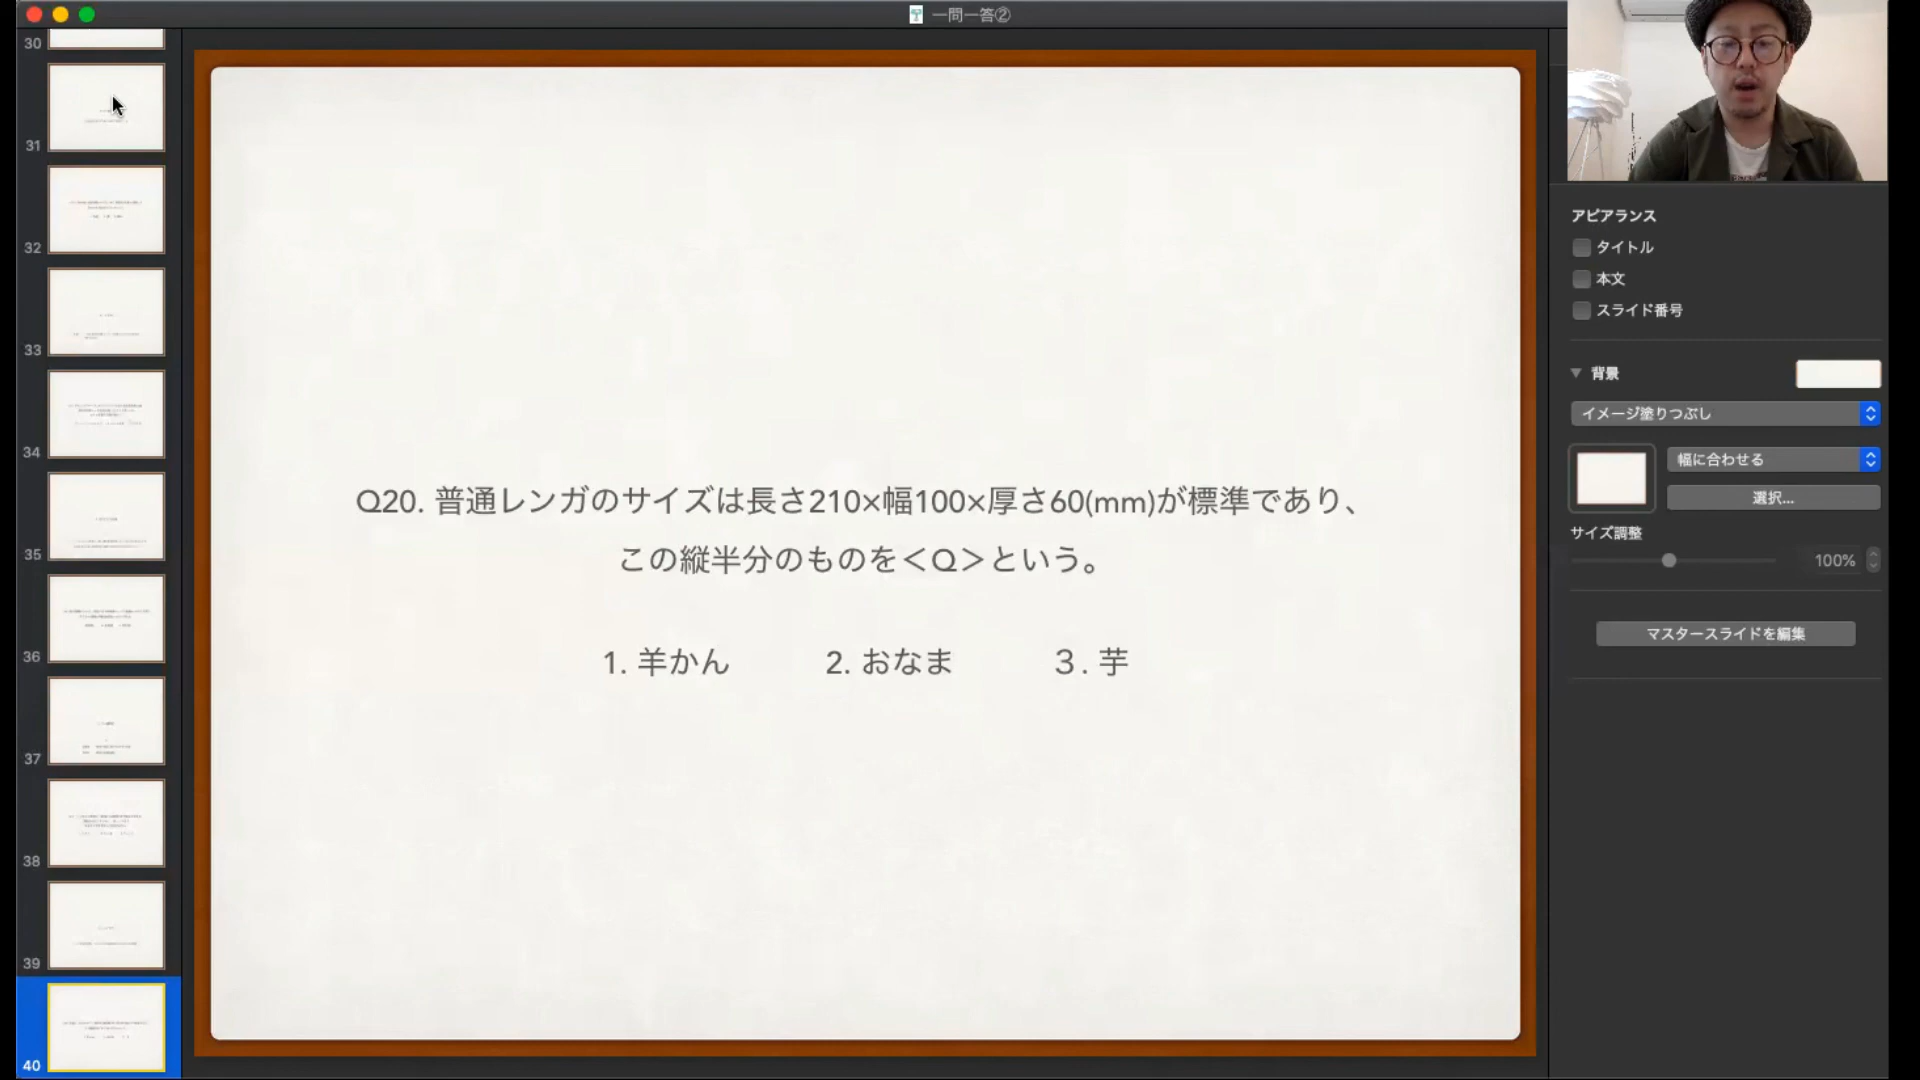 一問一答②
30
31
32
33
34
35
36
37
38
39
40
Q20. 普通レンガのサイズは長さ210×幅100×厚さ60(mm)が標準であり、
この縦半分のものを＜Q＞という。
1. 羊かん 2. おなま ３. 芋
アピアランス
タイトル
本文
スライド番号
背景
イメージ塗りつぶし
幅に合わせる
選択...
サイズ調整
100%
マスタースライドを編集